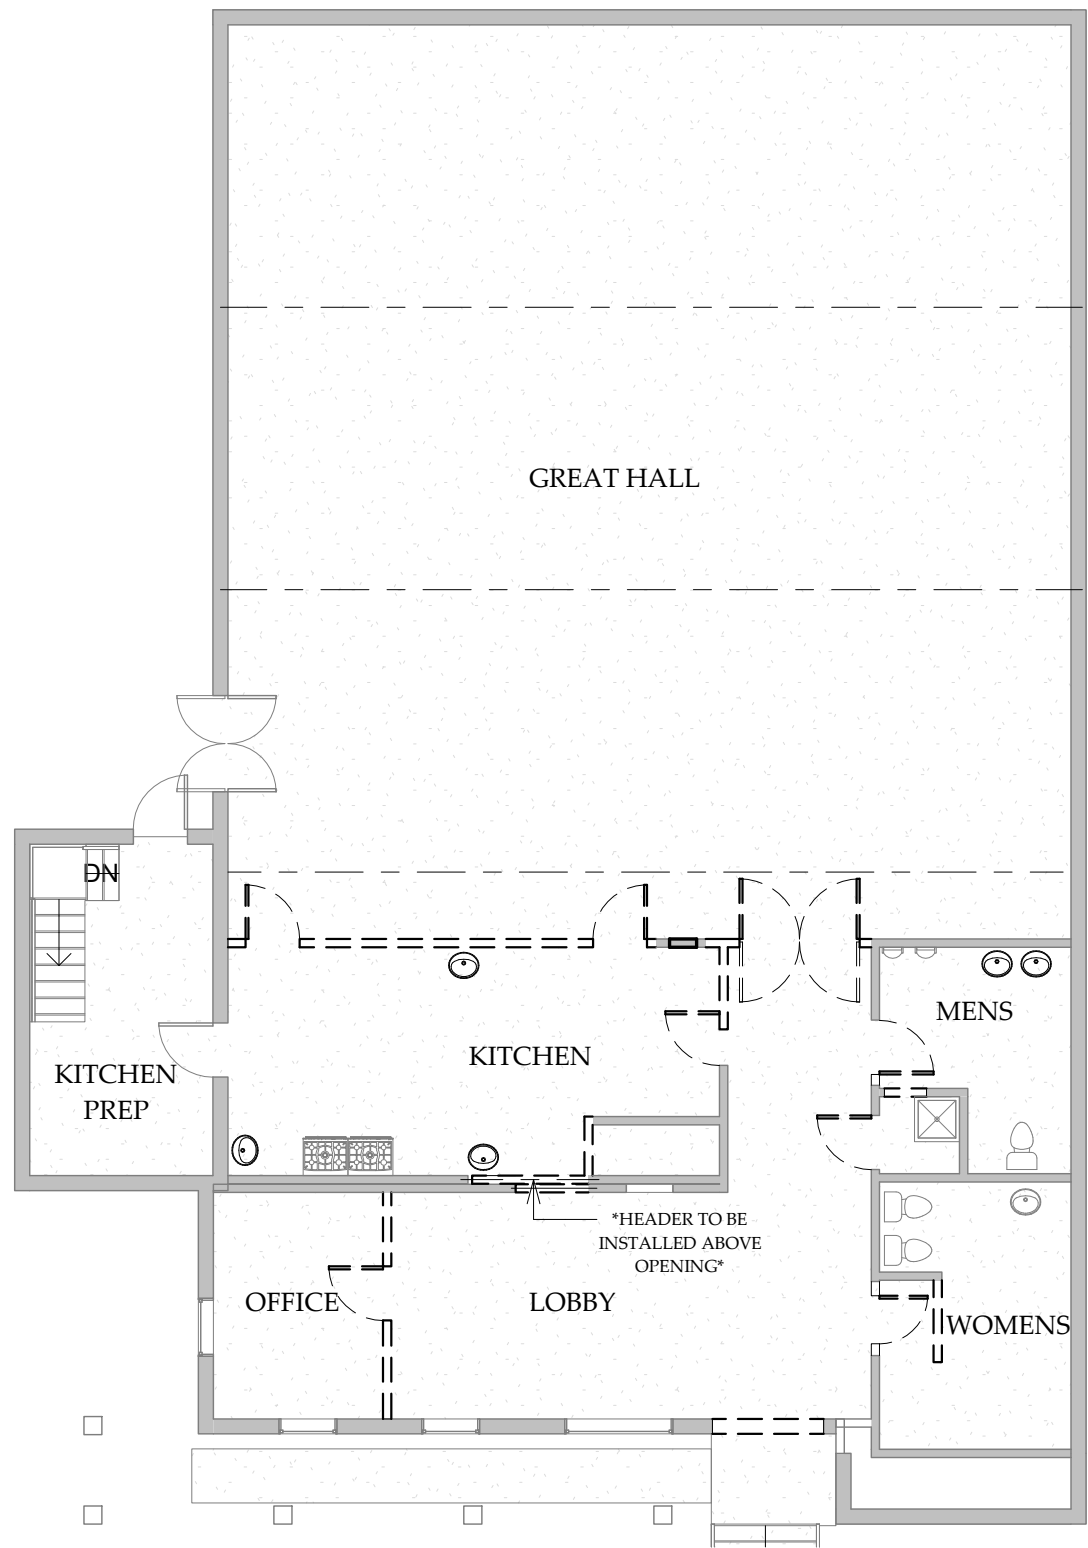 GREAT HALL
DN
MENS
KITCHEN
KITCHEN
PREP
*HEADER TO BE
INSTALLED ABOVE
OPENING*
OFFICE
LOBBY
WOMENS